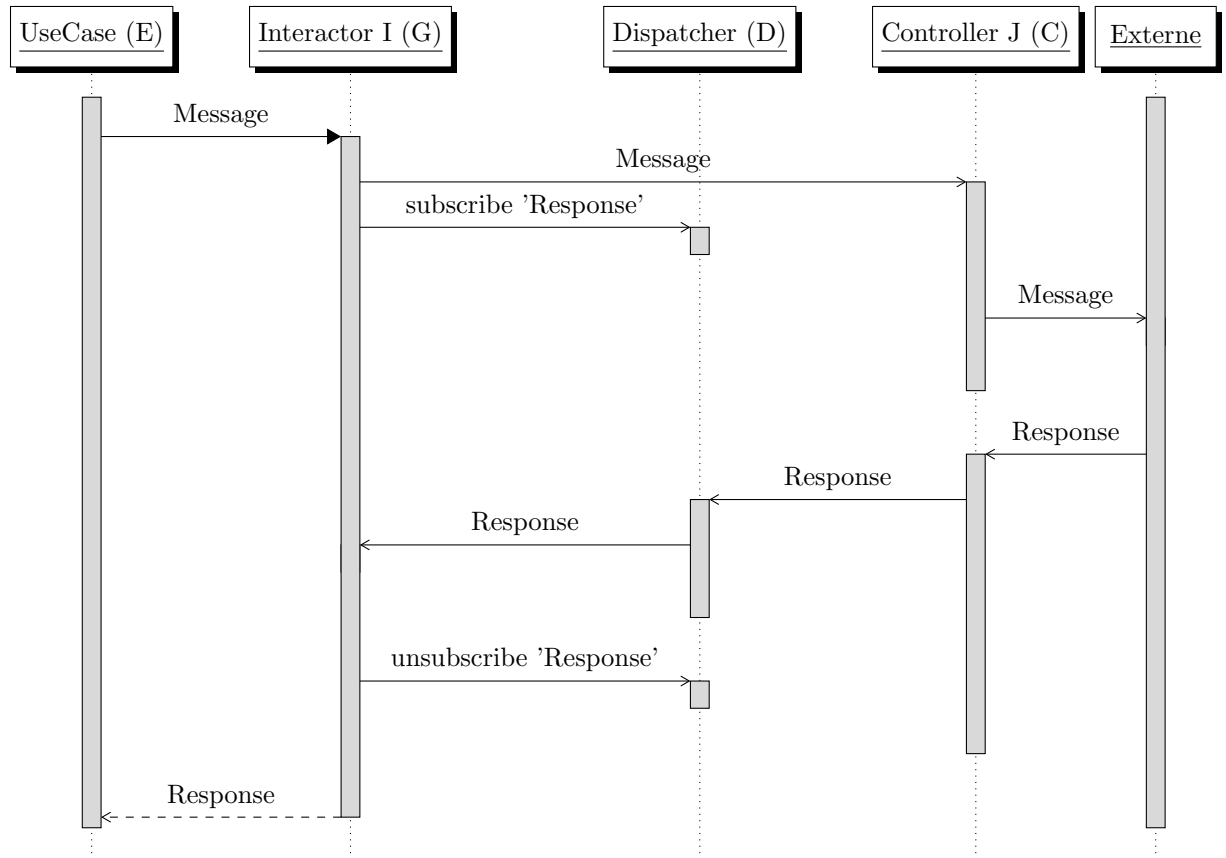 UseCase (E)
Interactor I (G)
Dispatcher (D)
Controller J (C)
Externe
Message
Message
subscribe 'Response'
Message
Response
Response
Response
unsubscribe 'Response'
Response